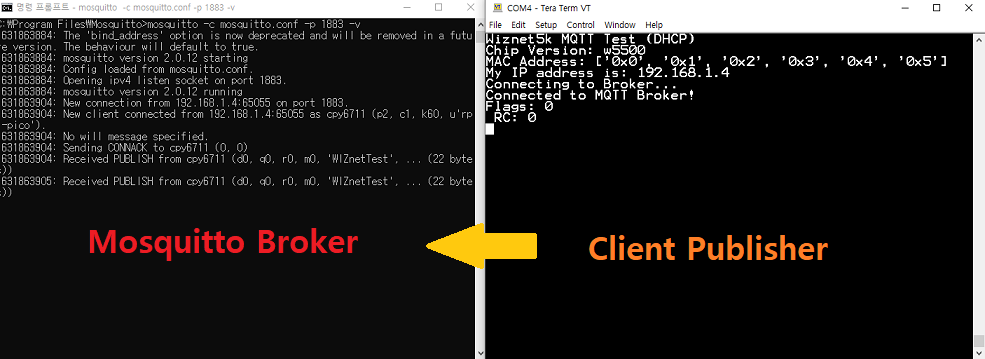 명령 프롬프트 - mosquitto -c mosquitto.conf -p 1883 -v
C:\Program Files\Mosquitto>mosquitto -c mosquitto.conf -p 1883 -v
631863884: The 'bind_address' option is now deprecated and will be removed in a futu
re version. The behaviour will default to true.
631863884: mosquitto version 2.0.12 starting
631863884: Config loaded from mosquitto.conf.
631863884: Opening ipv4 listen socket on port 1883.
631863884: mosquitto version 2.0.12 running
631863904: New connection from 192.168.1.4:65055 on port 1883.
631863904: New client connected from 192.168.1.4:65055 as cpy6711 (p2, c1, k60, u'rp
-pico').
631863904: No will message specified.
631863904: Sending CONNACK to cpy6711 (0, 0)
631863904: Received PUBLISH from cpy6711 (d0, q0, r0, m0, 'WIZnetTest', ... (22 byte
s))
631863905: Received PUBLISH from cpy6711 (d0, q0, r0, m0, 'WIZnetTest', ... (22 byte
s))
Mosquitto Broker
COM4 - Tera Term VT
File Edit Setup Control Window Help
Wiznet5k MQTT Test (DHCP)
Chip Version: w5500
MAC Address: ['0x0', '0x1', '0x2', '0x3', '0x4', '0x5']
My IP address is: 192.168.1.4
Connecting to Broker...
Connected to MQTT Broker!
Flags: 0
RC: 0
Client Publisher